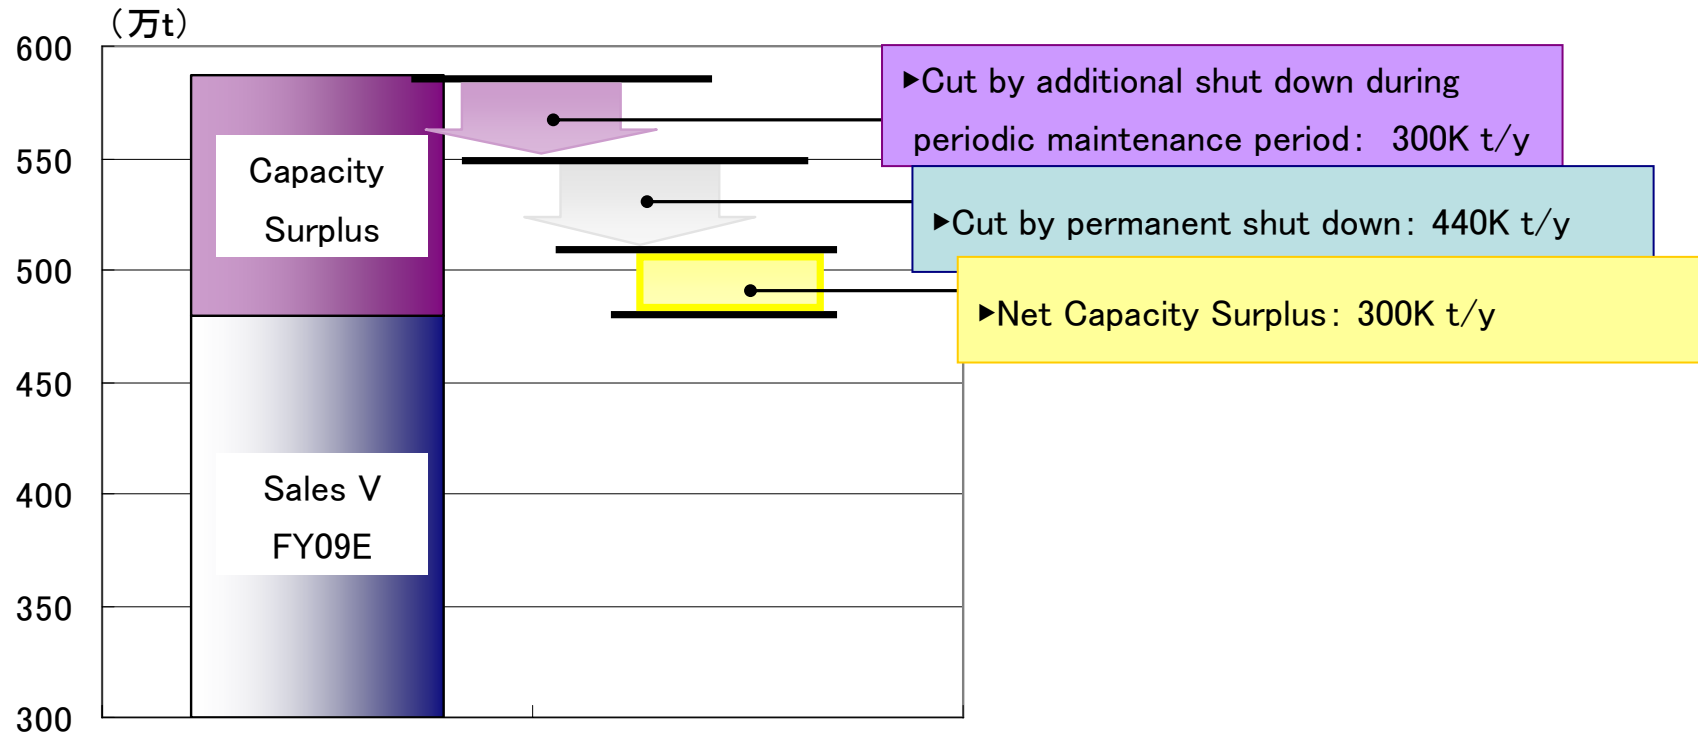 （万t）
600
550
500
450
400
350
300
Capacity
Surplus
Sales V
FY09E
▶Cut by additional shut down during
periodic maintenance period： 300K t/y
▶Cut by permanent shut down： 440K t/y
▶Net Capacity Surplus： 300K t/y